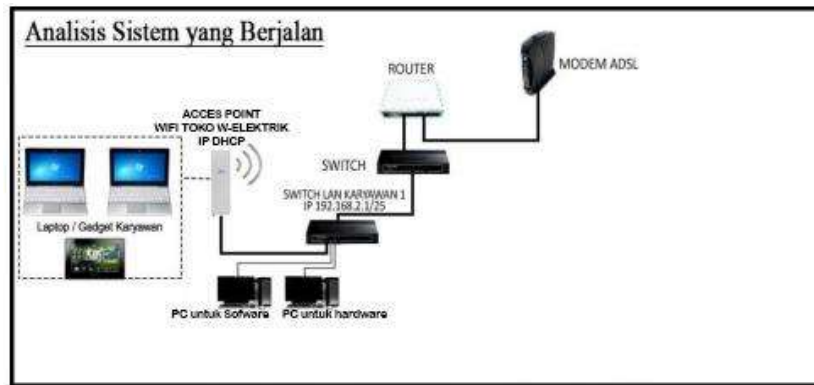 Analisis Sistem yang Berjalan
ROUTER
MODEM ADSL
ACCES POINT
WIFI TOKO W-ELEKTRIK
IP DHCP
SWITCH
SWITCH LAN KARYAWAN 1
IP 192.168.2.1/25
Laptop / Gadget Karyawan
PC untuk Sofware
PC untuk hardware